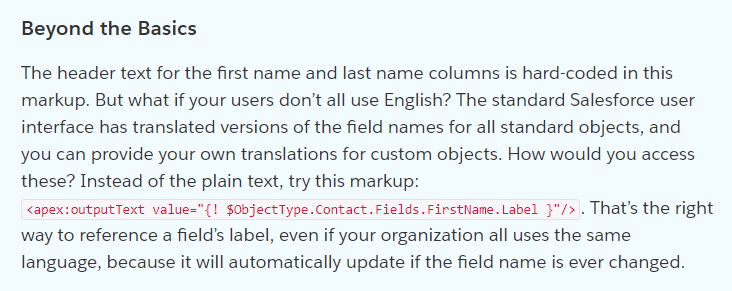 Beyond the Basics
The header text for the first name and last name columns is hard-coded in this
markup. But what if your users don’t all use English? The standard Salesforce user
interface has translated versions of the field names for all standard objects, and
you can provide your own translations for custom objects. How would you access
these? Instead of the plain text, try this markup:
<apex:outputText value="{! $ObjectType.Contact.Fields.FirstName.Label }"/>. That’s the right
way to reference a field’s label, even if your organization all uses the same
language, because it will automatically update if the field name is ever changed.